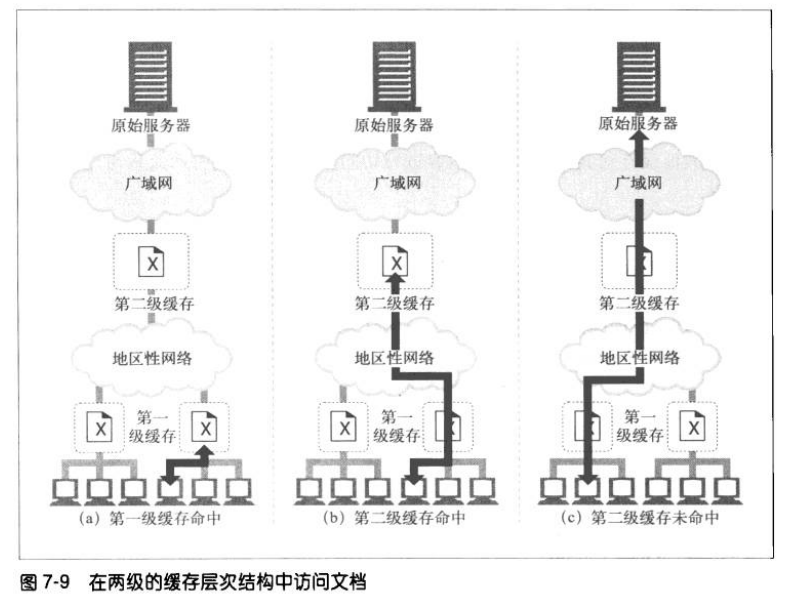 原始服务器
广域网
X
第二级缓存
地区性网络
X
第一
级缓存
X
(a) 第一级缓存命中
原始服务器
广域网
X
第二级缓存
地区性网络
X
第一
级缓存
X
(b) 第二级缓存命中
原始服务器
广域网
X
第二级缓存
地区性网络
X
第一
级缓存
X
(c) 第二级缓存未命中
图 7-9 在两级的缓存层次结构中访问文档